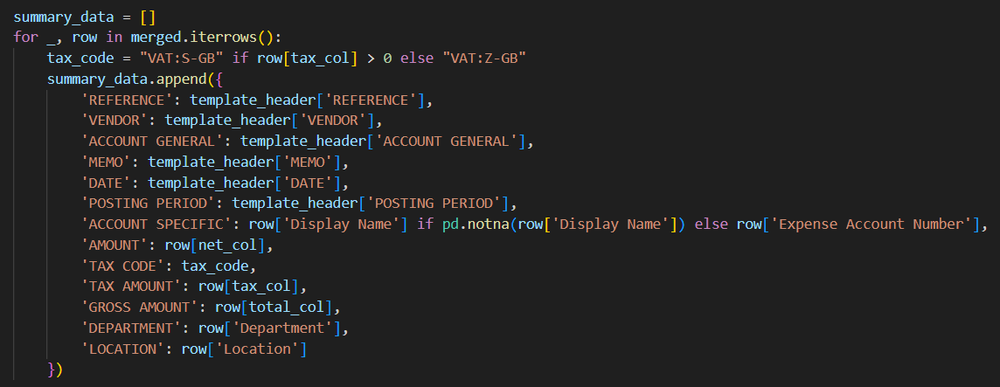 summary_data = []
for _, row in merged.iterrows():
    tax_code = "VAT:S-GB" if row[tax_col] > 0 else "VAT:Z-GB"
    summary_data.append({
        'REFERENCE': template_header['REFERENCE'],
        'VENDOR': template_header['VENDOR'],
        'ACCOUNT GENERAL': template_header['ACCOUNT GENERAL'],
        'MEMO': template_header['MEMO'],
        'DATE': template_header['DATE'],
        'POSTING PERIOD': template_header['POSTING PERIOD'],
        'ACCOUNT SPECIFIC': row['Display Name'] if pd.notna(row['Display Name']) else row['Expense Account Number'],
        'AMOUNT': row[net_col],
        'TAX CODE': tax_code,
        'TAX AMOUNT': row[tax_col],
        'GROSS AMOUNT': row[total_col],
        'DEPARTMENT': row['Department'],
        'LOCATION': row['Location']
    })